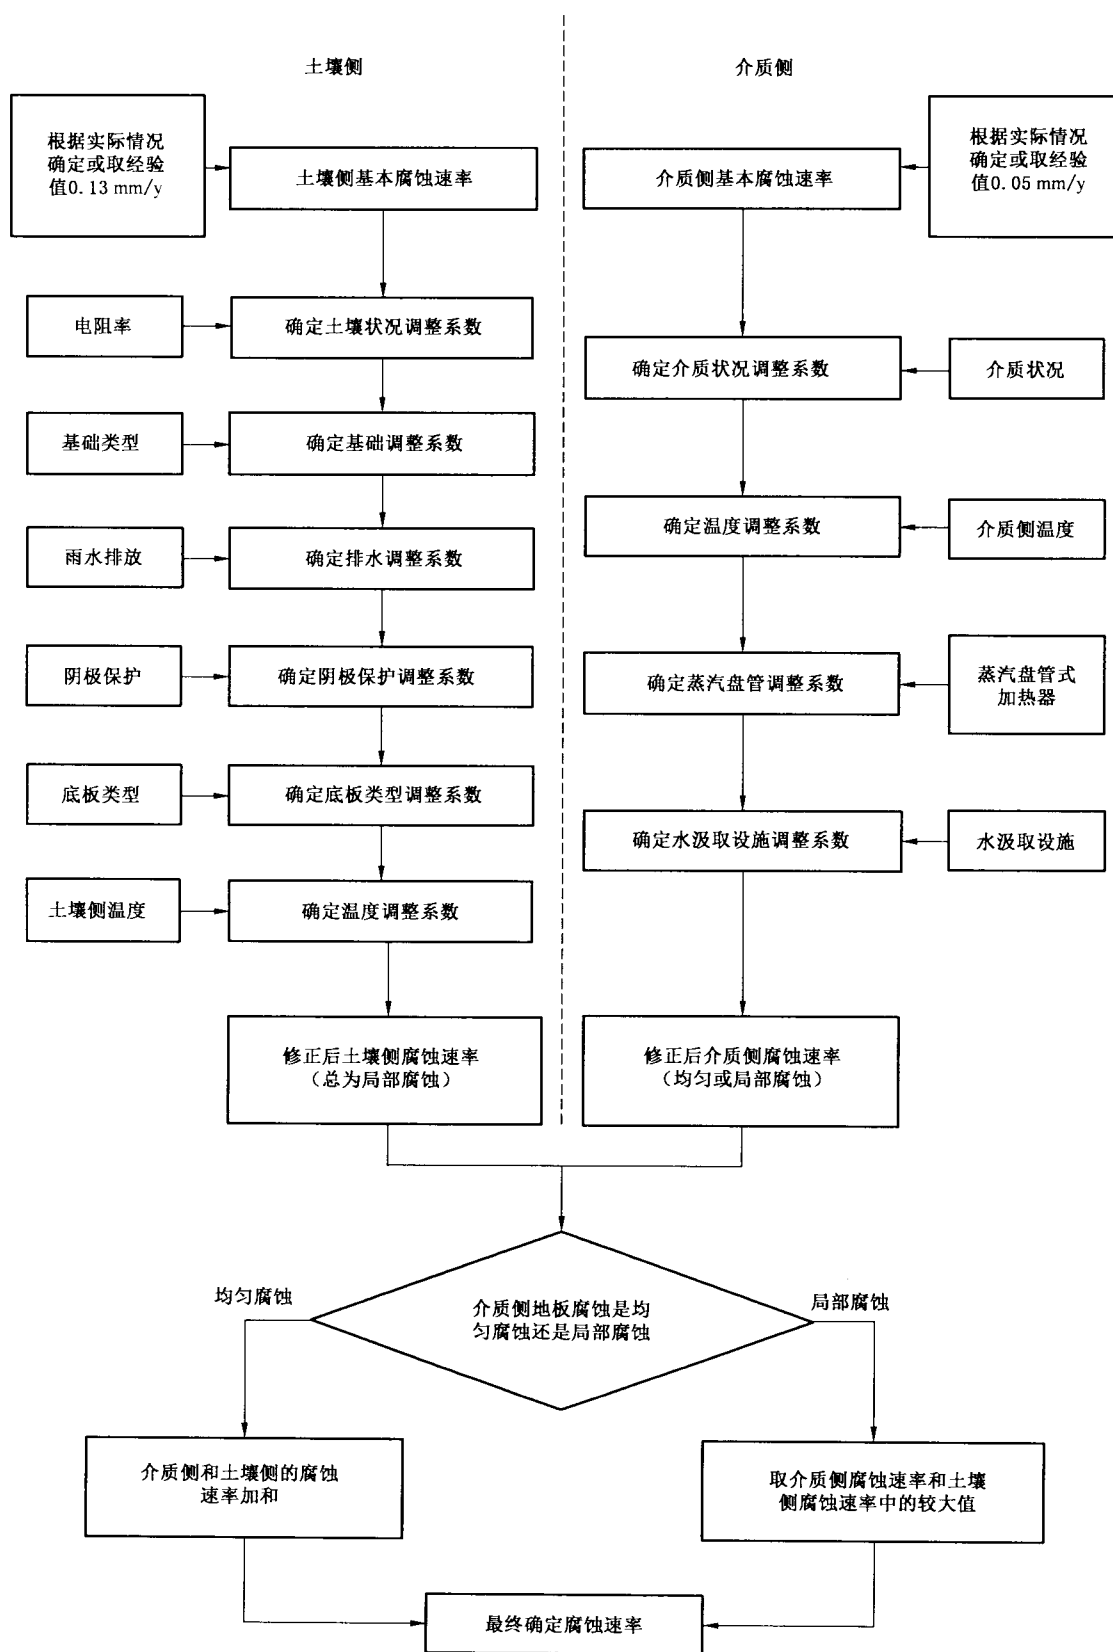 土壤侧
介质侧
根据实际情况
确定或取经验
值0.13 mm/y
土壤侧基本腐蚀速率
介质侧基本腐蚀速率
根据实际情况
确定或取经验
值0.05 mm/y
电阻率
确定土壤状况调整系数
确定介质状况调整系数
介质状况
基础类型
确定基础调整系数
确定温度调整系数
介质侧温度
雨水排放
确定排水调整系数
阴极保护
确定阴极保护调整系数
确定蒸汽盘管调整系数
蒸汽盘管式
加热器
底板类型
确定底板类型调整系数
确定水汲取设施调整系数
水汲取设施
土壤侧温度
确定温度调整系数
修正后土壤侧腐蚀速率
（总为局部腐蚀）
修正后介质侧腐蚀速率
（均匀或局部腐蚀）
均匀腐蚀
介质侧地板腐蚀是均
匀腐蚀还是局部腐蚀
局部腐蚀
介质侧和土壤侧的腐蚀
速率加和
取介质侧腐蚀速率和土壤
侧腐蚀速率中的较大值
最终确定腐蚀速率